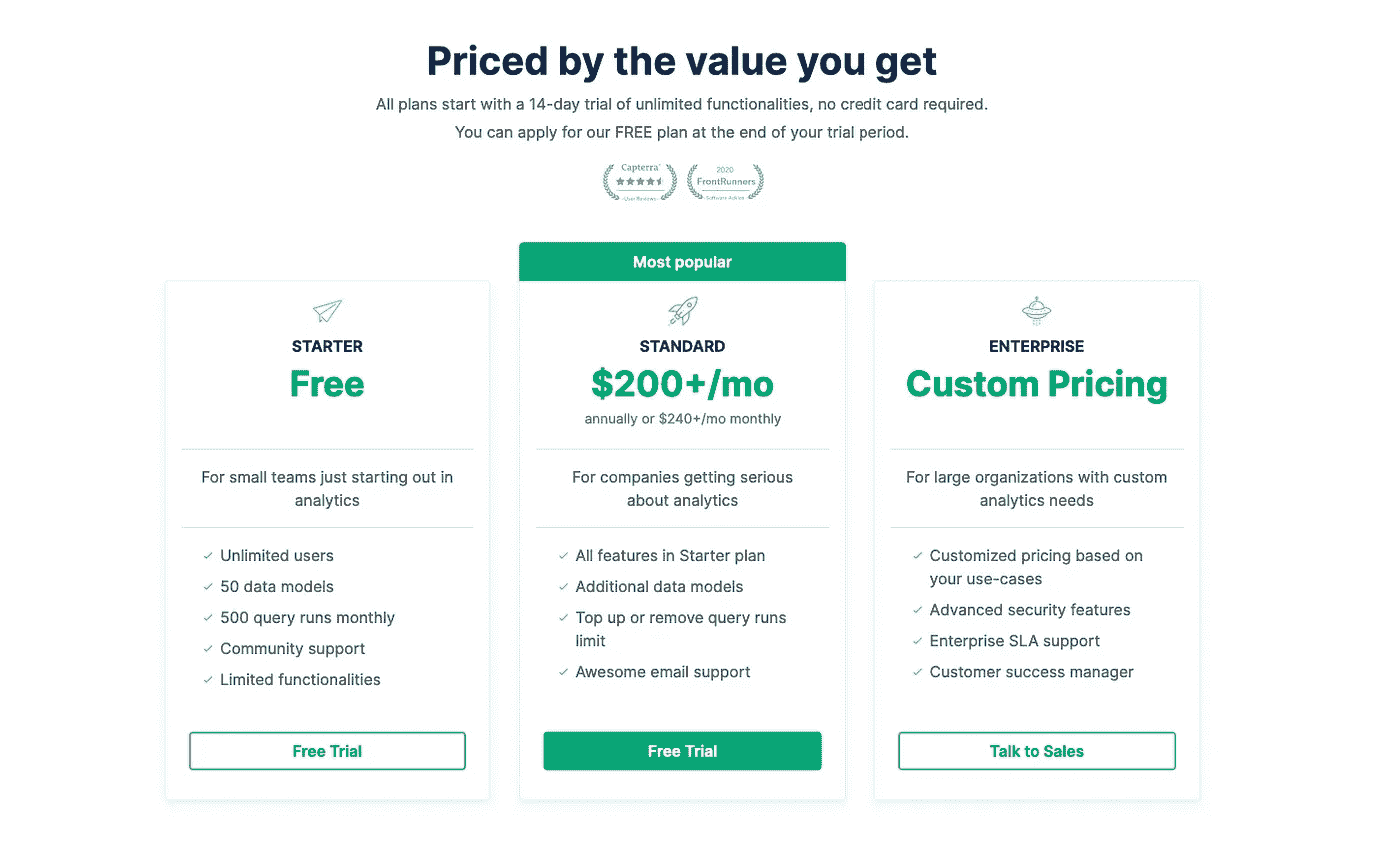 Priced by the value you get
All plans start with a 14-day trial of unlimited functionalities, no credit card required.
You can apply for our FREE plan at the end of your trial period.
Capterra
User Reviews
2020
FrontRunners
Software Advice
Most popular
STARTER
Free
For small teams just starting out in
analytics
✓ Unlimited users
✓ 50 data models
✓ 500 query runs monthly
✓ Community support
✓ Limited functionalities
Free Trial
STANDARD
$200+/mo
annually or $240+/mo monthly
For companies getting serious
about analytics
✓ All features in Starter plan
✓ Additional data models
✓ Top up or remove query runs
limit
✓ Awesome email support
Free Trial
ENTERPRISE
Custom Pricing
For large organizations with custom
analytics needs
✓ Customized pricing based on
your use-cases
✓ Advanced security features
✓ Enterprise SLA support
✓ Customer success manager
Talk to Sales